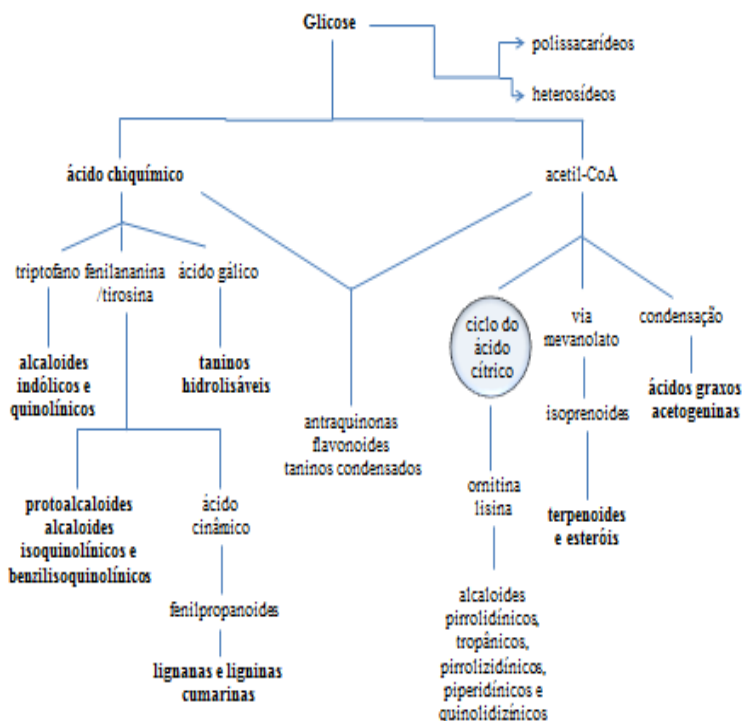 Glicose
polissacarídeos
heterosídeos
ácido chiquímico
acetil-CoA
triptofano fenilananina
/tirosina
ácido gálico
ciclo do
ácido
cítrico
via
mevanolato
condensação
alcaloides
indólicos e
quinolínicos
taninos
hidrolisáveis
isoprenoides
ácidos graxos
acetogeninas
antraquinonas
flavonoides
taninos condensados
protoalcaloides
alcaloides
isoquinolínicos e
benzilisoquinolínicos
ácido
cinâmico
ornitina
lisina
terpenoides
e esteróis
fenilpropanoides
alcaloides
pirrolidínicos,
tropânicos,
pirrolizidínicos,
piperidínicos e
quinolidizínicos
lignanas e ligninas
cumarinas